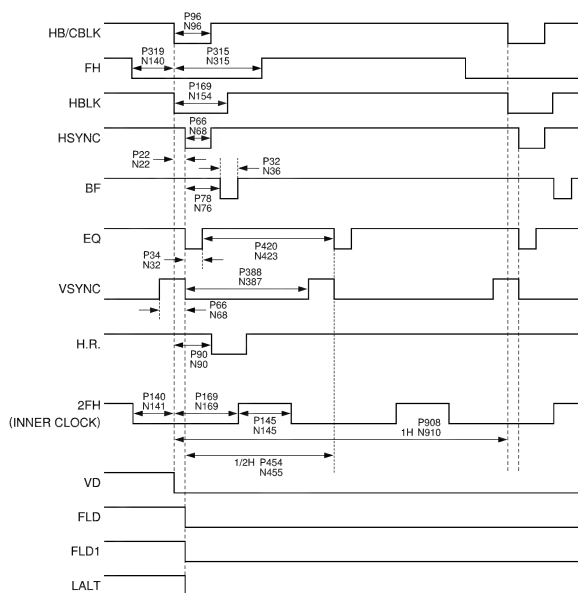 P96
HB/CBLK
N96
P319
P315
N140
N315
FH
P169
N154
HBLK
P66
N68
HSYNC
P22
N22
P32
N36
BF
P78
N76
EQ
P34
N32
P420
N423
P388
N387
VSYNC
P66
N68
H.R.
P90
N90
P140
N141
P169
N169
2FH
(INNER CLOCK)
P145
N145
P908
1H N910
1/2H P454
N455
VD
FLD
FLD1
LALT